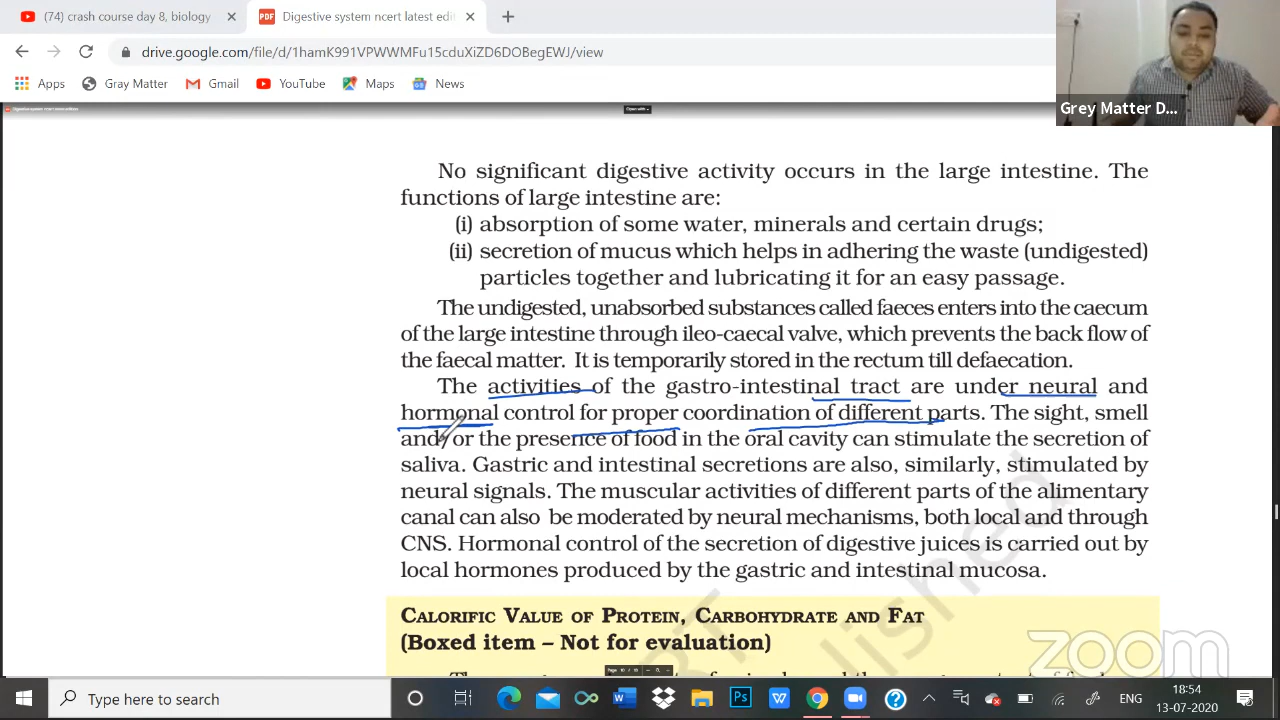 (74) crash course day 8, biology
Digestive system ncert latest edit
drive.google.com/file/d/1hamK991VPWWMFu15cduXiZD6DOBegEWJ/view
Apps Gray Matter Gmail YouTube Maps News
Grey Matter D...
Open with
No significant digestive activity occurs in the large intestine. The
functions of large intestine are:
(i) absorption of some water, minerals and certain drugs;
(ii) secretion of mucus which helps in adhering the waste (undigested)
particles together and lubricating it for an easy passage.
The undigested, unabsorbed substances called faeces enters into the caecum
of the large intestine through ileo-caecal valve, which prevents the back flow of
the faecal matter. It is temporarily stored in the rectum till defaecation.
The activities of the gastro-intestinal tract are under neural and
hormonal control for proper coordination of different parts. The sight, smell
and/or the presence of food in the oral cavity can stimulate the secretion of
saliva. Gastric and intestinal secretions are also, similarly, stimulated by
neural signals. The muscular activities of different parts of the alimentary
canal can also be moderated by neural mechanisms, both local and through
CNS. Hormonal control of the secretion of digestive juices is carried out by
local hormones produced by the gastric and intestinal mucosa.
CALORIFIC VALUE OF PROTEIN, CARBOHYDRATE AND FAT
(Boxed item – Not for evaluation)
zoom
Type here to search
ENG
18:54
13-07-2020